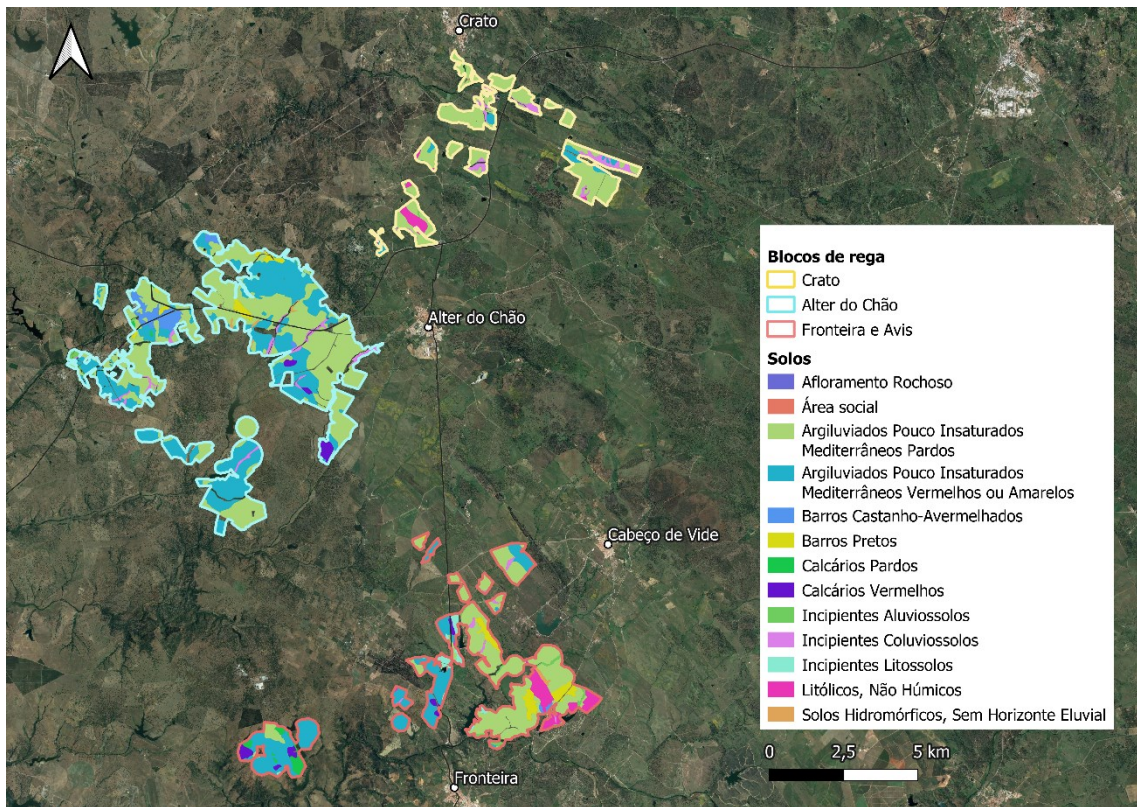 Crato
Alter do Chão
Cabeço de Vide
Fronteira
Blocos de rega
Crato
Alter do Chão
Fronteira e Avis
Solos
Afloramento Rochoso
Área social
Argiluviados Pouco Insaturados
Mediterrâneos Pardos
Argiluviados Pouco Insaturados
Mediterrâneos Vermelhos ou Amarelos
Barros Castanho-Avermelhados
Barros Pretos
Calcários Pardos
Calcários Vermelhos
Incipientes Aluviossolos
Incipientes Coluviossolos
Incipientes Litossolos
Litólicos, Não Húmicos
Solos Hidromórficos, Sem Horizonte Eluvial
0 2,5 5 km